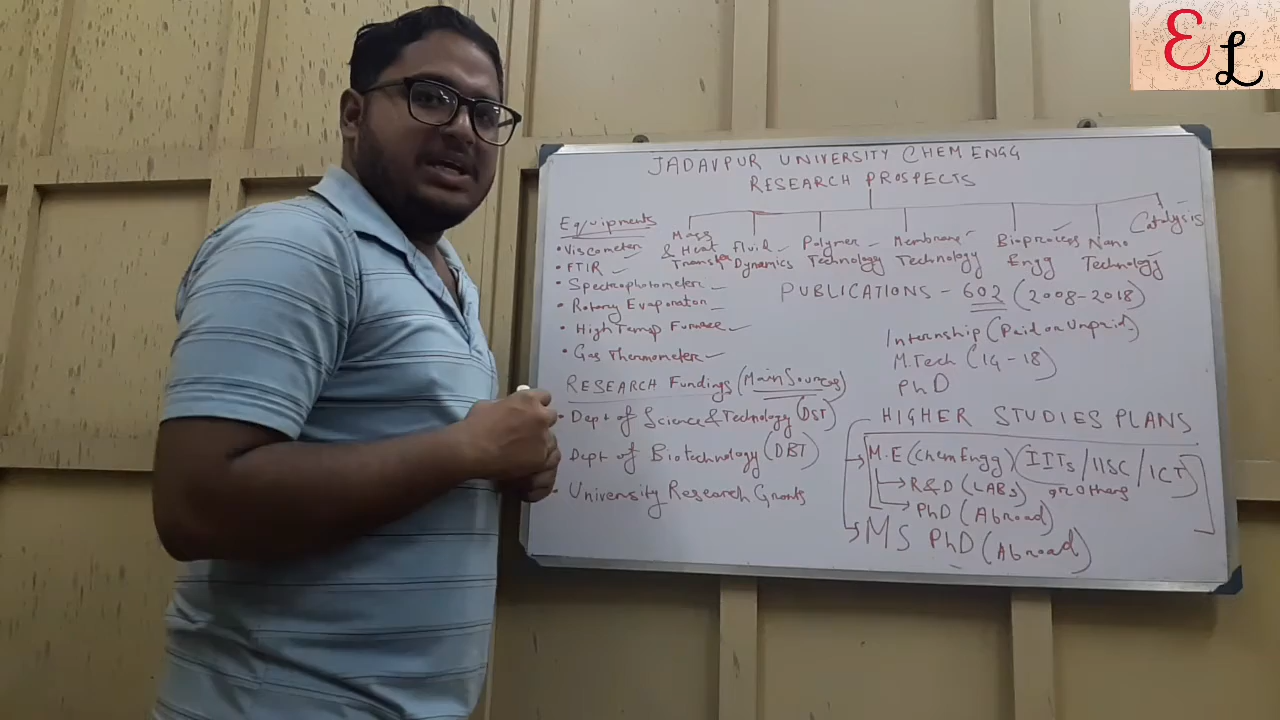 EL
JADAVPUR UNIVERSITY CHEM ENGG
RESEARCH PROSPECTS
Equipments
• Viscometer
• FTIR
• Spectrophotometer
• Rotary Evaporator
• High Temp Furnace
• Gas Thermometer
Mass
& Heat
Transfer
Fluid
Dynamics
Polymer
Technology
Membrane
Technology
Bioprocess
Engg
Nano
Technology
Catalysis
PUBLICATIONS - 602 (2008-2018)
Internship (Paid or Unpaid)
M.Tech (14-18)
PhD
RESEARCH Fundings (Main Sources)
• Dept of Science & Technology (DST)
• Dept of Biotechnology (DBT)
• University Research Grants
HIGHER STUDIES PLANS
M.E (Chem Engg) (IITs / IISC / ICT)
or Others
R&D (LABs)
PhD (Abroad)
MS PhD (Abroad)